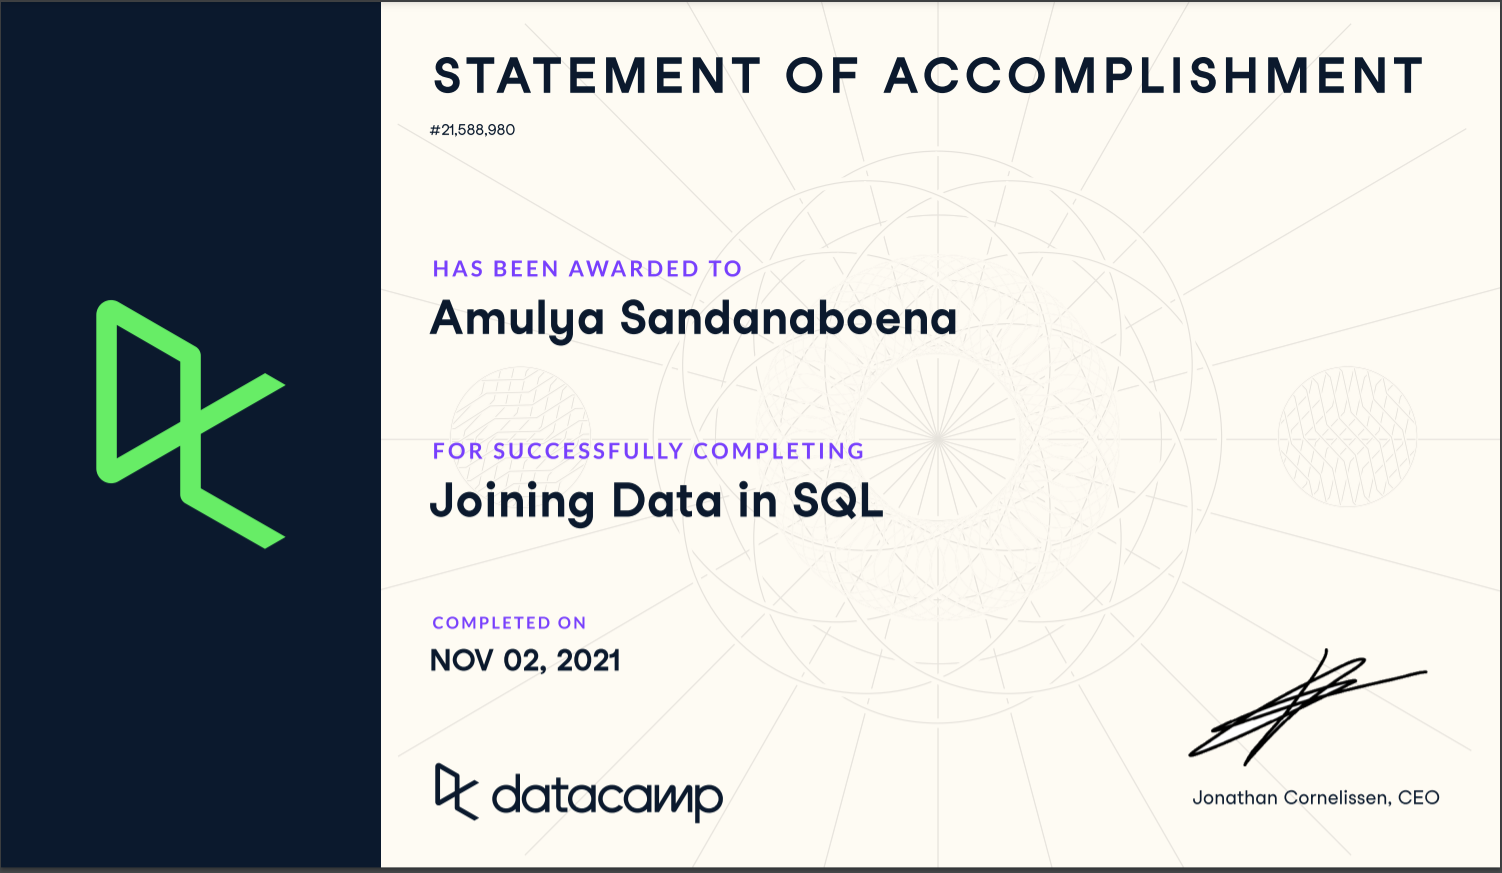 STATEMENT OF ACCOMPLISHMENT
#21,588,980
HAS BEEN AWARDED TO
Amulya Sandanaboena
FOR SUCCESSFULLY COMPLETING
Joining Data in SQL
COMPLETED ON
NOV 02, 2021
datacamp
Jonathan Cornelissen, CEO